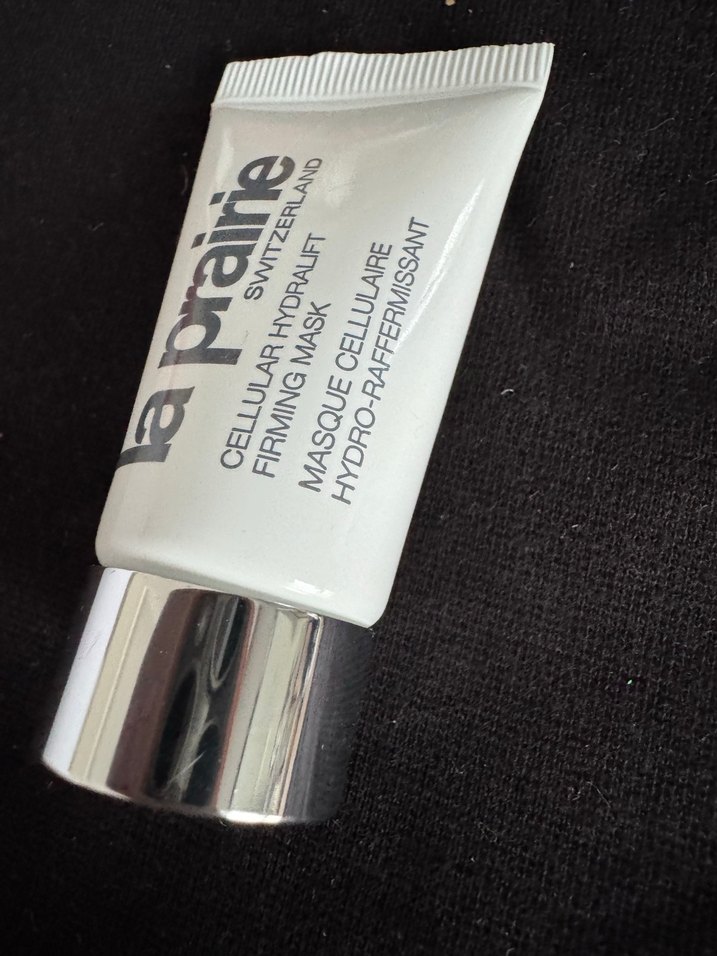 la prairie
SWITZERLAND
CELLULAR HYDRALIFT
FIRMING MASK
MASQUE CELLULAIRE
HYDRO-RAFFERMISSANT